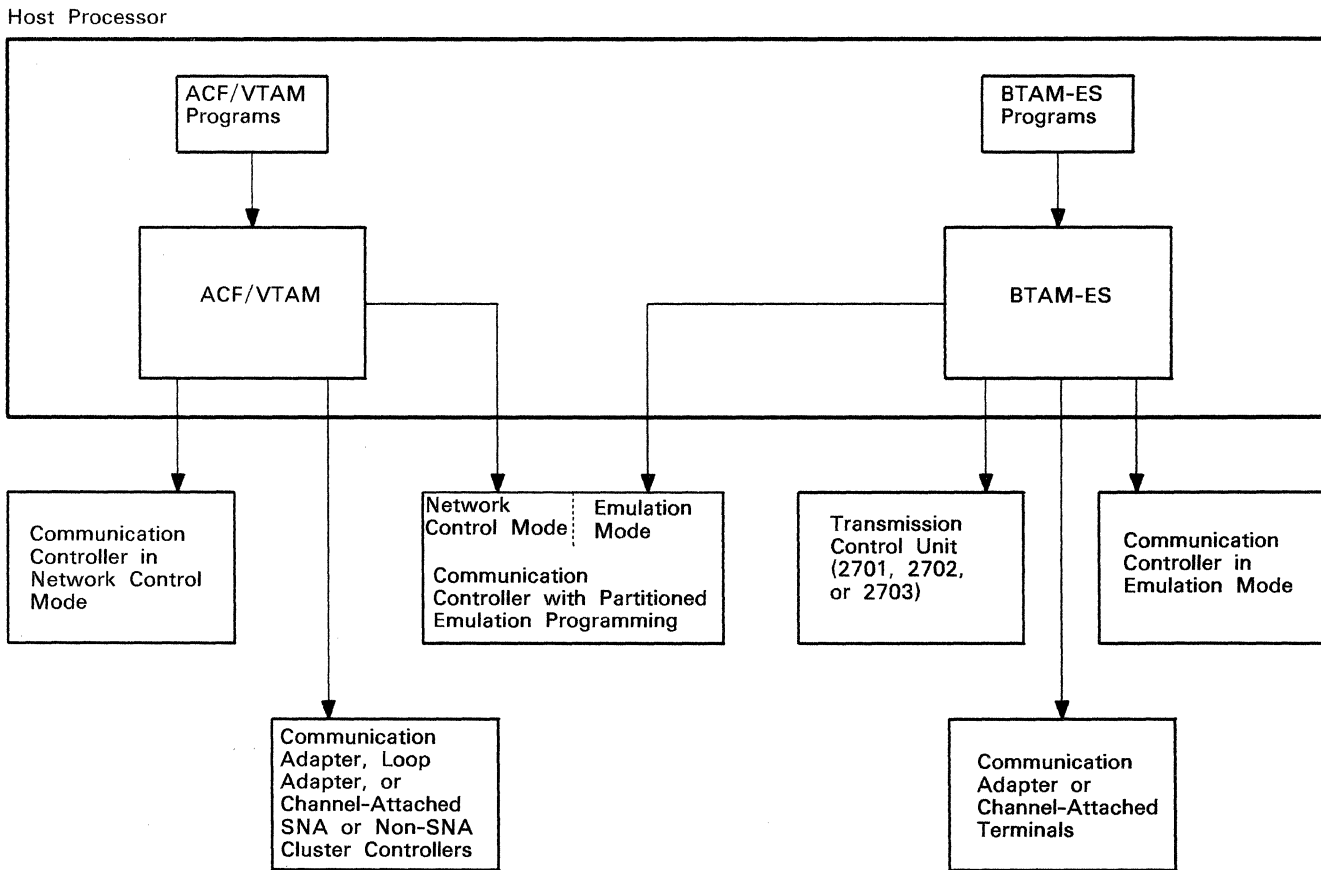 Host Processor
ACF/VTAM
Programs
BTAM-ES
Programs
ACF/VTAM
BTAM-ES
Communication
Controller in
Network Control
Mode
Network
Control Mode
Emulation
Mode
Communication
Controller with Partitioned
Emulation Programming
Transmission
Control Unit
(2701, 2702,
or 2703)
Communication
Controller in
Emulation Mode
Communication
Adapter, Loop
Adapter, or
Channel-Attached
SNA or Non-SNA
Cluster Controllers
Communication
Adapter or
Channel-Attached
Terminals